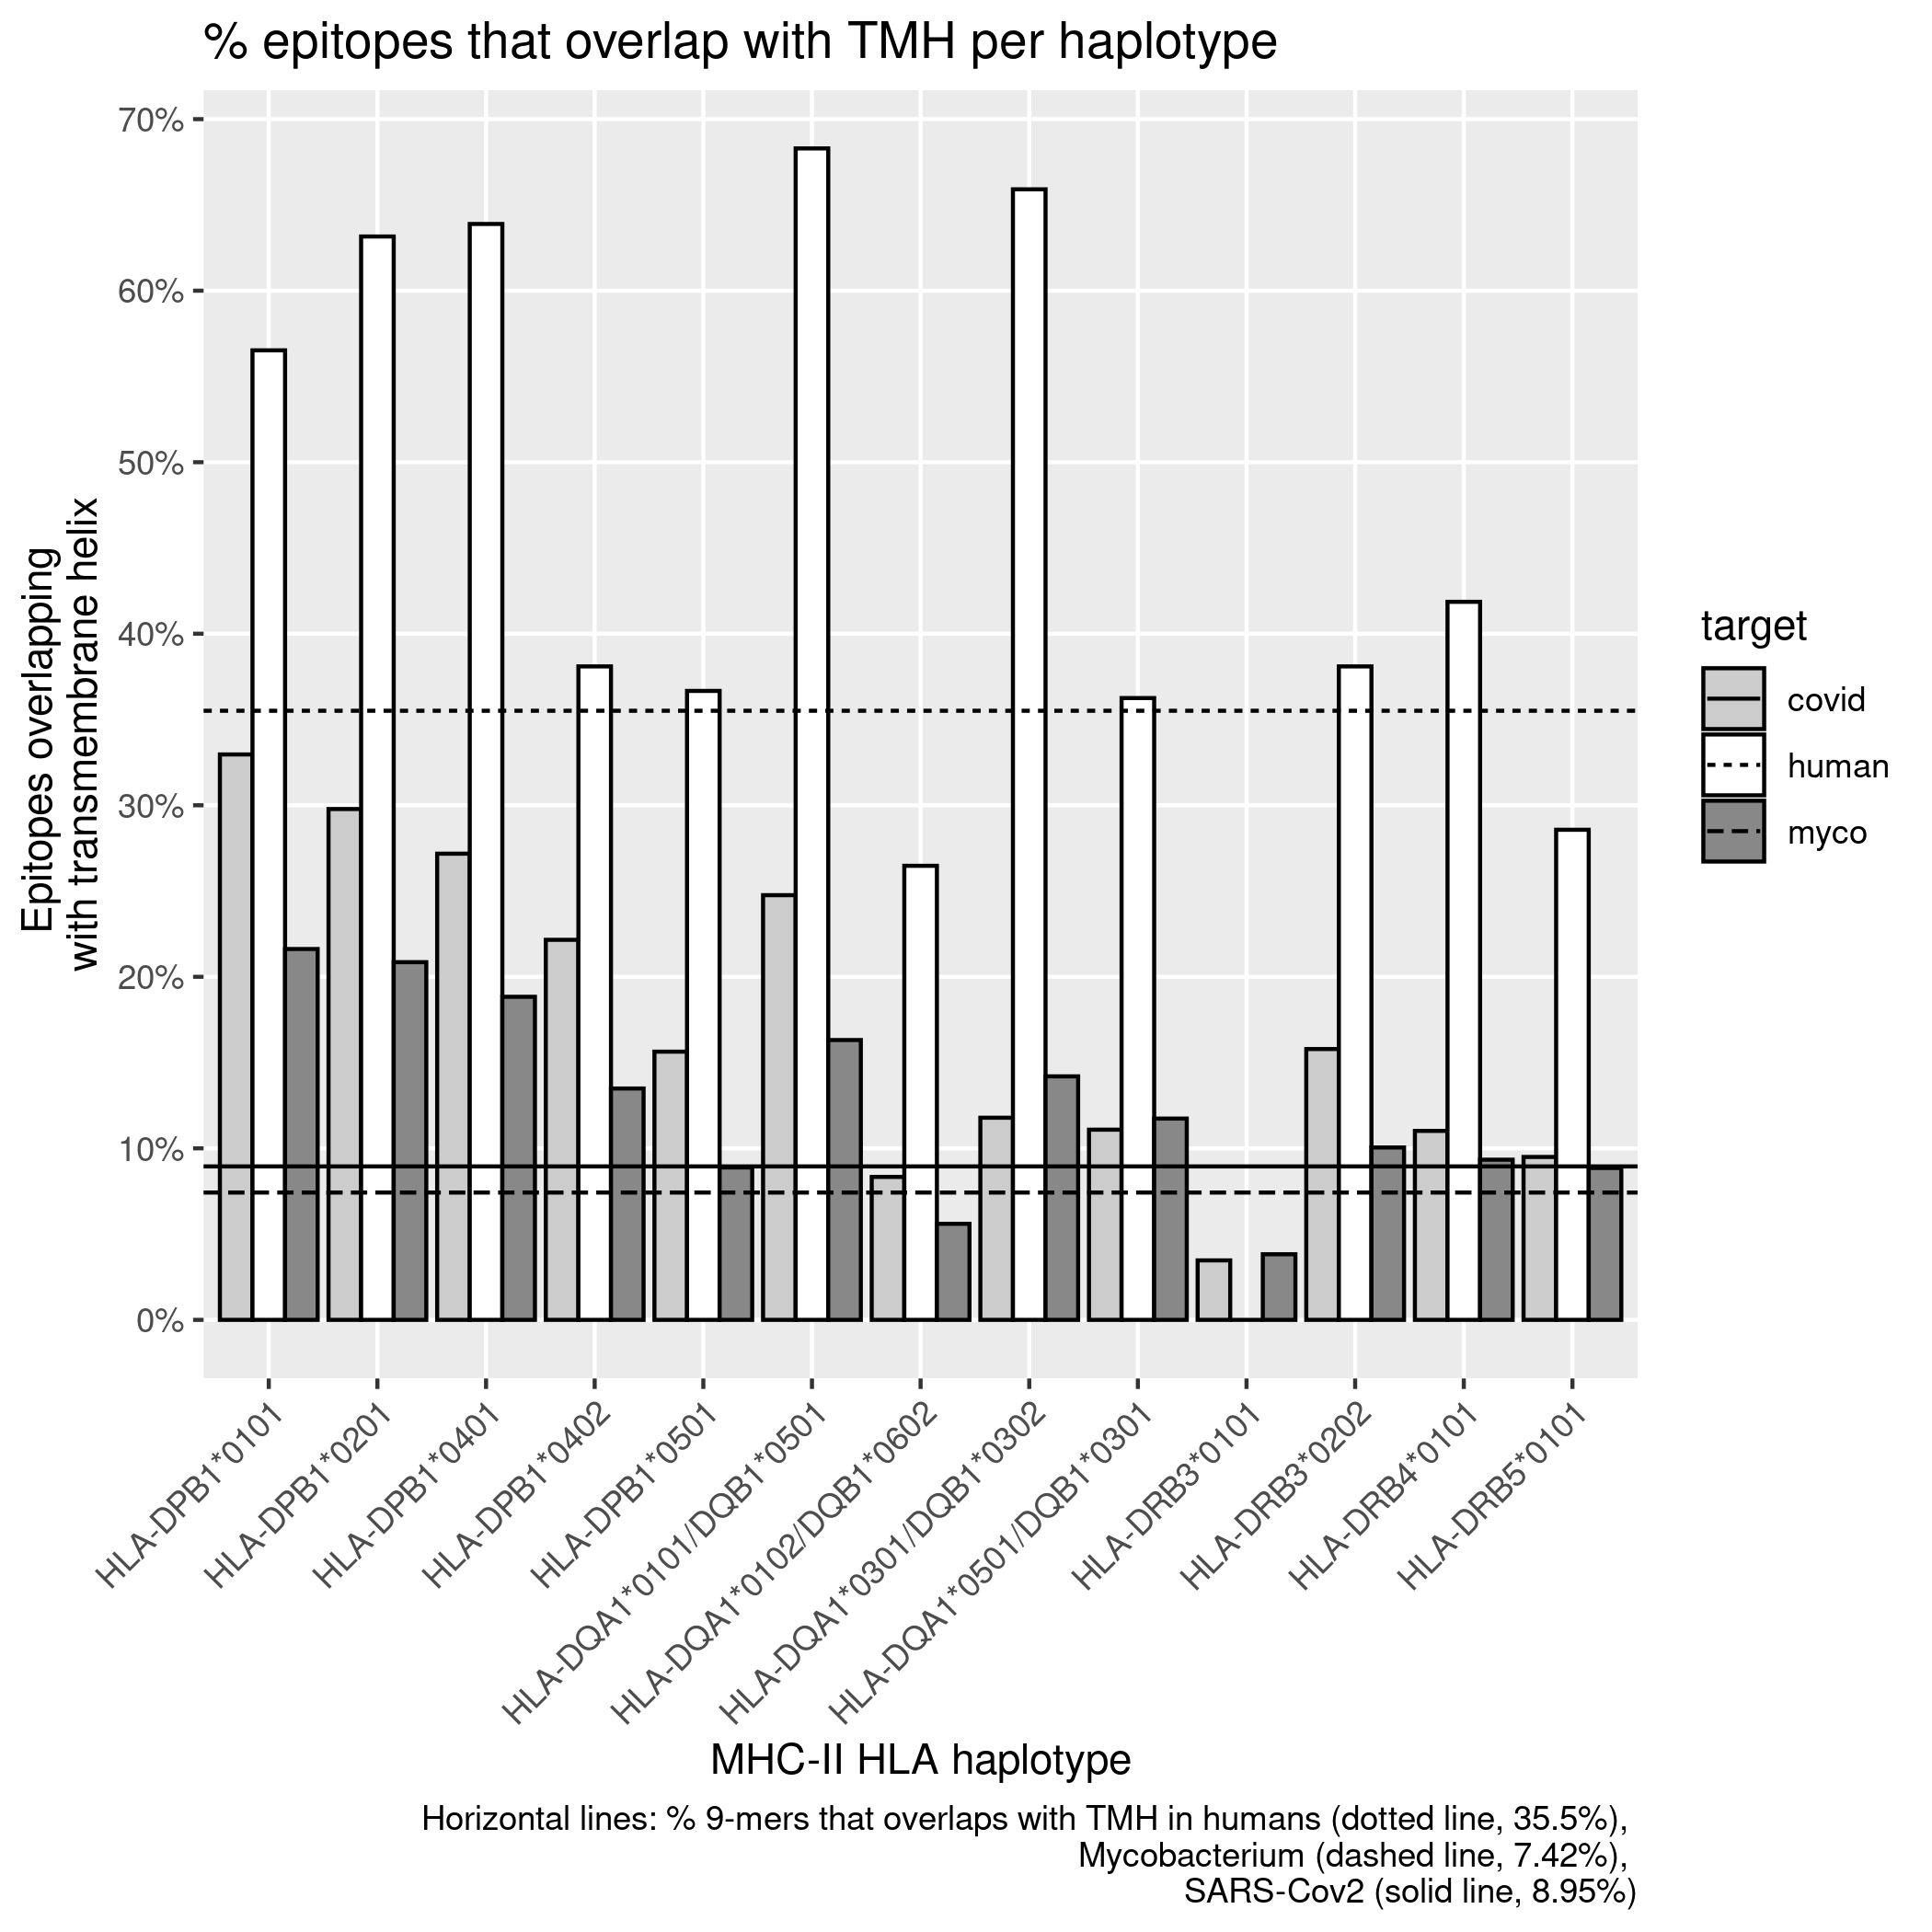 % epitopes that overlap with TMH per haplotype
Epitopes overlapping
with transmembrane helix
70%
60%
50%
40%
30%
20%
10%
0%
HLA-DPB1*0101
HLA-DPB1*0201
HLA-DPB1*0401
HLA-DPB1*0402
HLA-DPB1*0501
HLA-DQA1*0101/DQB1*0501
HLA-DQA1*0102/DQB1*0602
HLA-DQA1*0301/DQB1*0302
HLA-DQA1*0501/DQB1*0301
HLA-DRB3*0101
HLA-DRB3*0202
HLA-DRB4*0101
HLA-DRB5*0101
MHC-II HLA haplotype
target
covid
human
myco
Horizontal lines: % 9-mers that overlaps with TMH in humans (dotted line, 35.5%),
Mycobacterium (dashed line, 7.42%),
SARS-Cov2 (solid line, 8.95%)